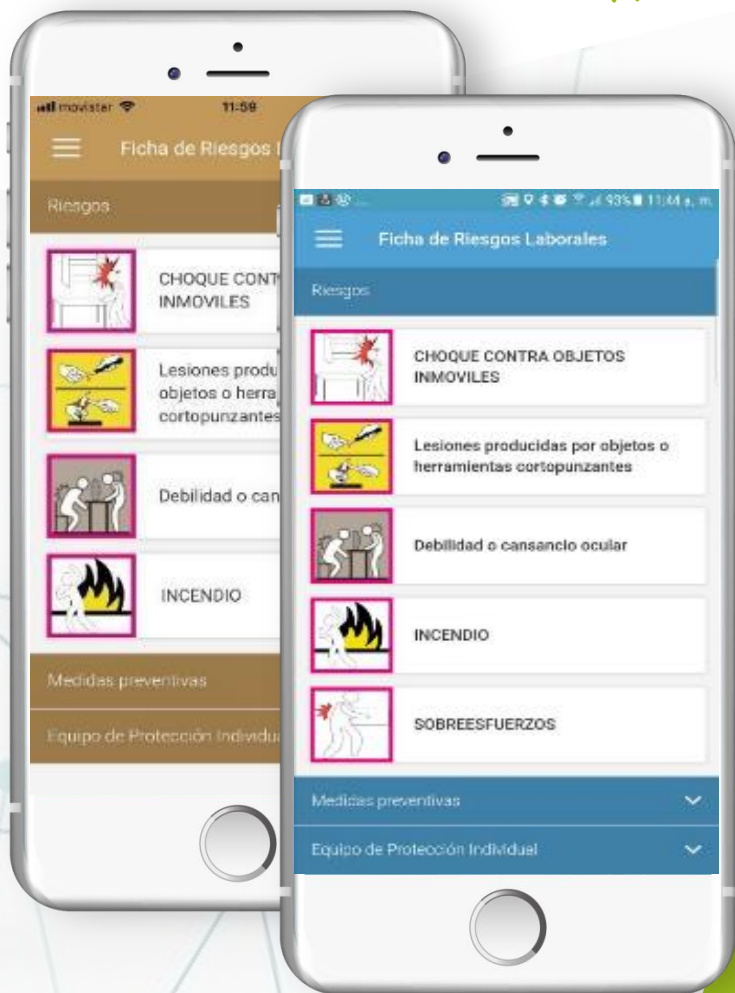 movistar
11:59
Ficha de Riesgos
Riesgos
CHOQUE CONT
INMOVILES
Lesiones produ
objetos o herra
cortopunzantes
Debilidad o can
INCENDIO
Medidas preventivas
Equipo de Protección Individu
93% 11:44 a. m.
Ficha de Riesgos Laborales
Riesgos
CHOQUE CONTRA OBJETOS
INMOVILES
Lesiones producidas por objetos o
herramientas cortopunzantes
Debilidad o cansancio ocular
INCENDIO
SOBREESFUERZOS
Medidas preventivas
Equipo de Protección Individual